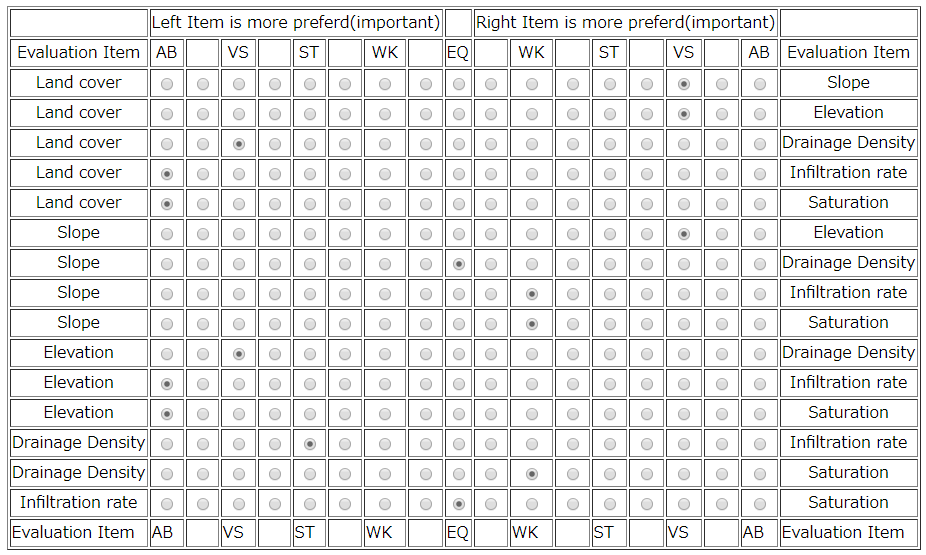 Left Item is more preferd(important) Right Item is more preferd(important)
Evaluation Item AB VS ST WK EQ WK ST VS AB Evaluation Item
Land cover Slope
Land cover Elevation
Land cover Drainage Density
Land cover Infiltration rate
Land cover Saturation
Slope Elevation
Slope Drainage Density
Slope Infiltration rate
Slope Saturation
Elevation Drainage Density
Elevation Infiltration rate
Elevation Saturation
Drainage Density Infiltration rate
Drainage Density Saturation
Infiltration rate Saturation
Evaluation Item AB VS ST WK EQ WK ST VS AB Evaluation Item